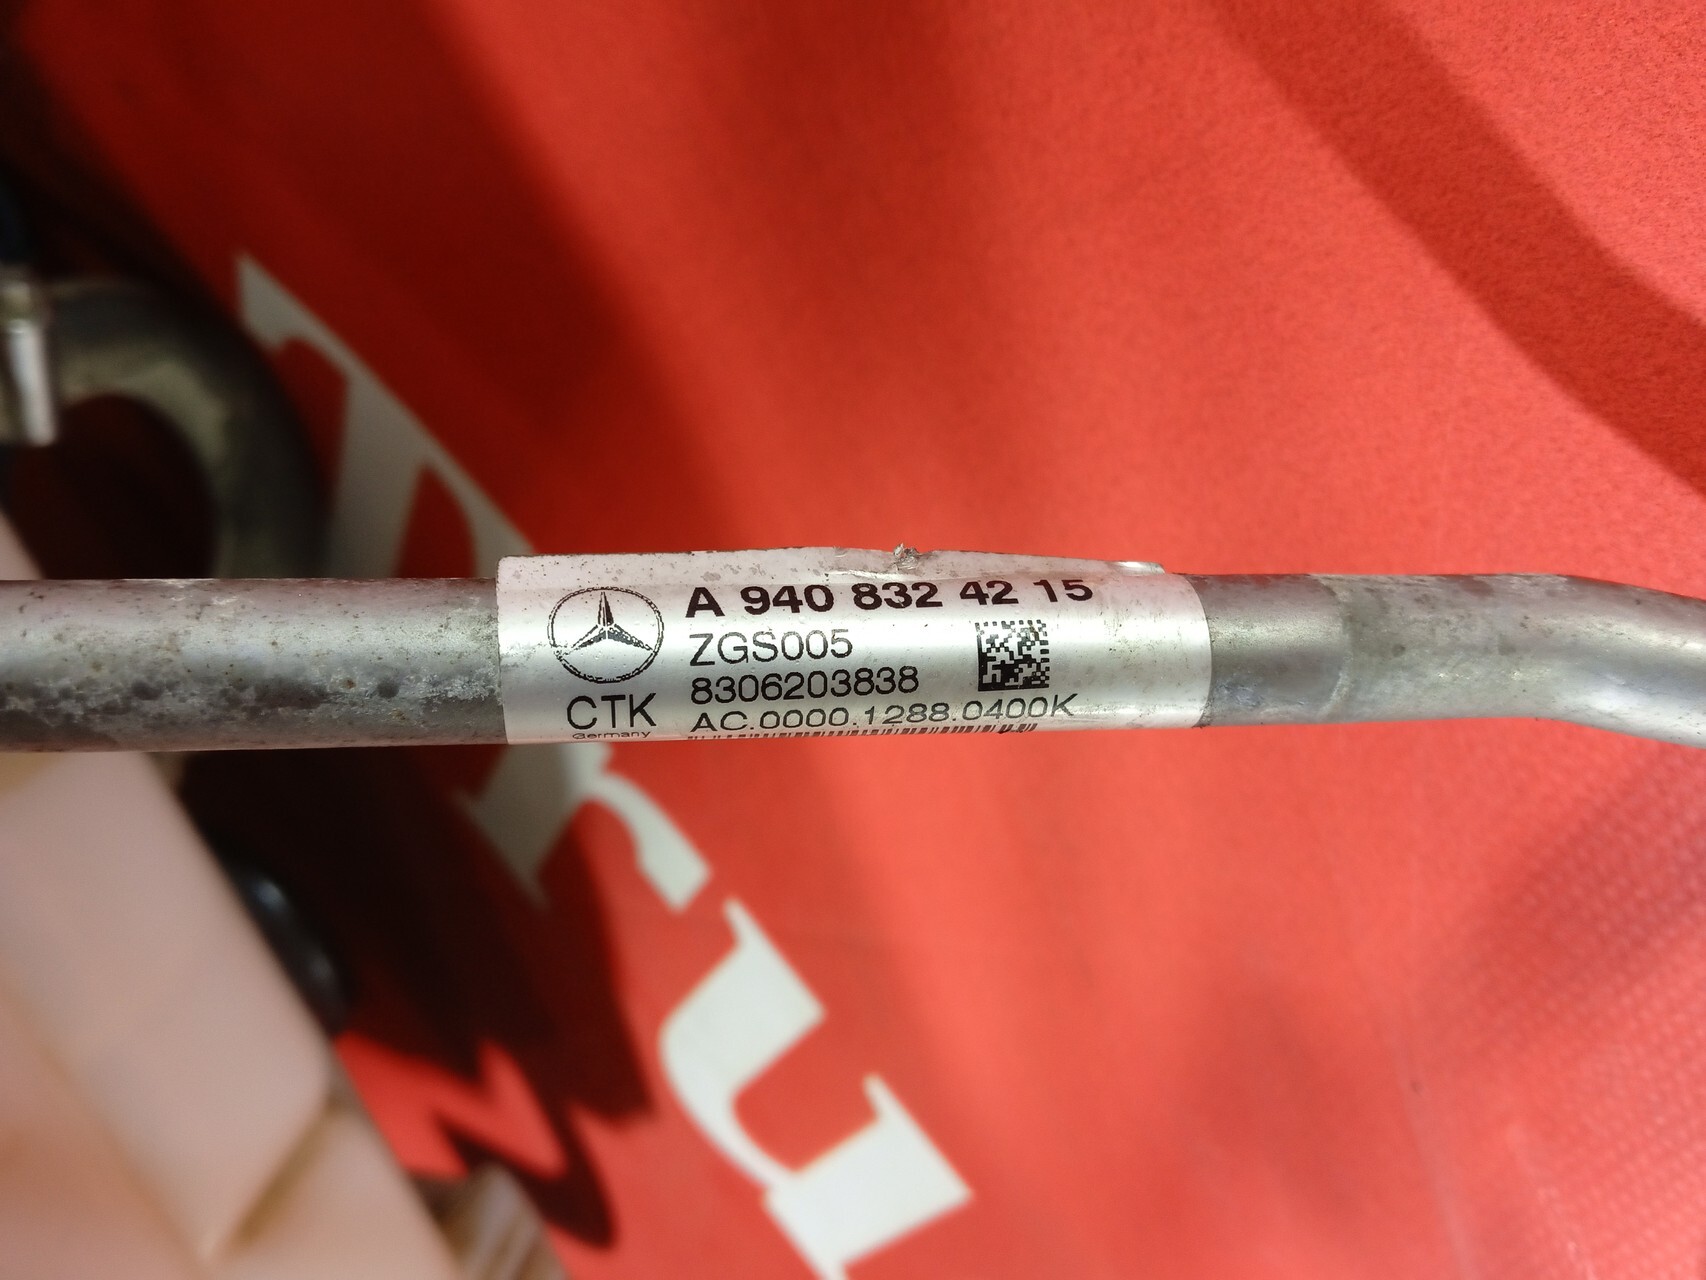 A 940 832 42 15
ZGS005
8306203838
AC.0000.1288.0400K
CTK
Germany